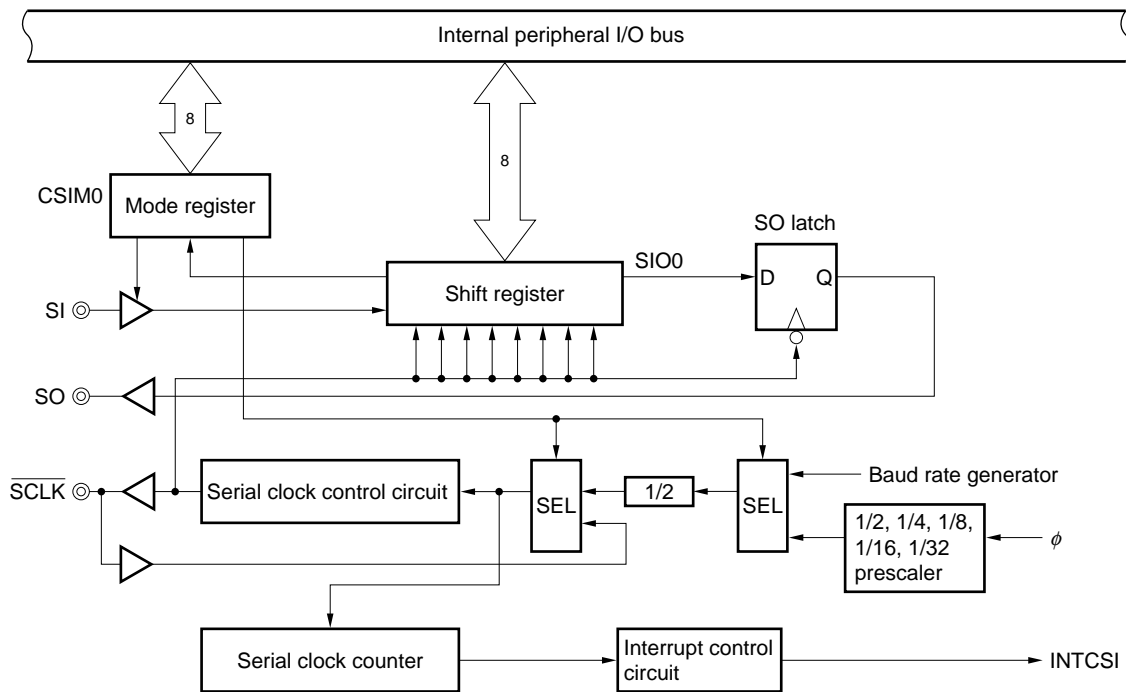 Internal peripheral I/O bus
8
8
CSIM0
Mode register
SO latch
SIO0
D
Q
Shift register
SI
SO
SCLK
Serial clock control circuit
SEL
1/2
SEL
Baud rate generator
1/2, 1/4, 1/8,
1/16, 1/32
prescaler
ϕ
Serial clock counter
Interrupt control
circuit
INTCSI